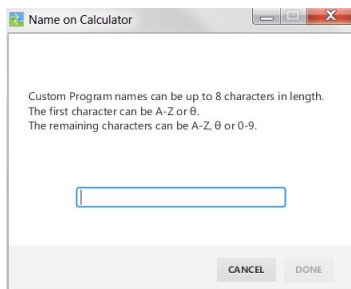 Name on Calculator
Custom Program names can be up to 8 characters in length.
The first character can be A-Z or θ.
The remaining characters can be A-Z, θ or 0-9.
CANCEL DONE